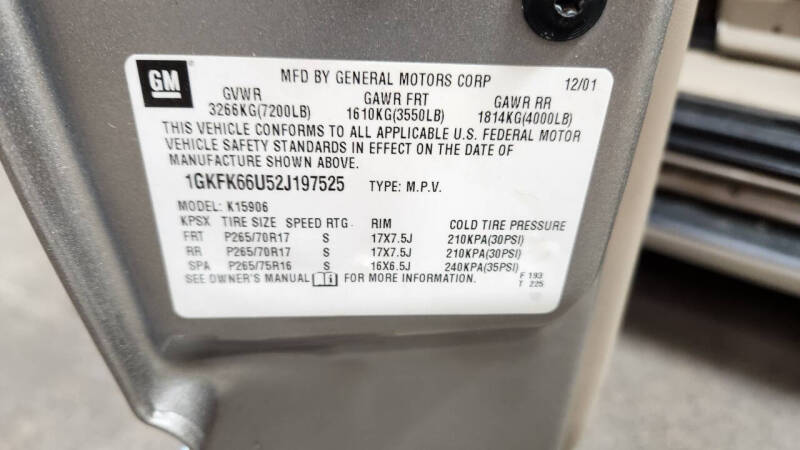 GM
MFD BY GENERAL MOTORS CORP 12/01
GVWR GAWR FRT GAWR RR
3266KG(7200LB) 1610KG(3550LB) 1814KG(4000LB)
THIS VEHICLE CONFORMS TO ALL APPLICABLE U.S. FEDERAL MOTOR
VEHICLE SAFETY STANDARDS IN EFFECT ON THE DATE OF
MANUFACTURE SHOWN ABOVE.
1GKFK66U52J197525 TYPE: M.P.V.
MODEL: K15906
KPSX TIRE SIZE SPEED RTG RIM COLD TIRE PRESSURE
FRT P265/70R17 S 17X7.5J 210KPA(30PSI)
RR P265/70R17 S 17X7.5J 210KPA(30PSI)
SPA P265/75R16 S 16X6.5J 240KPA(35PSI)
SEE OWNER'S MANUAL FOR MORE INFORMATION.
F 193
T 225